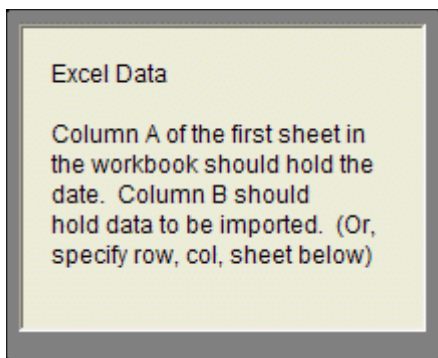 Excel Data
Column A of the first sheet in
the workbook should hold the
date.  Column B should
hold data to be imported.  (Or,
specify row, col, sheet below)